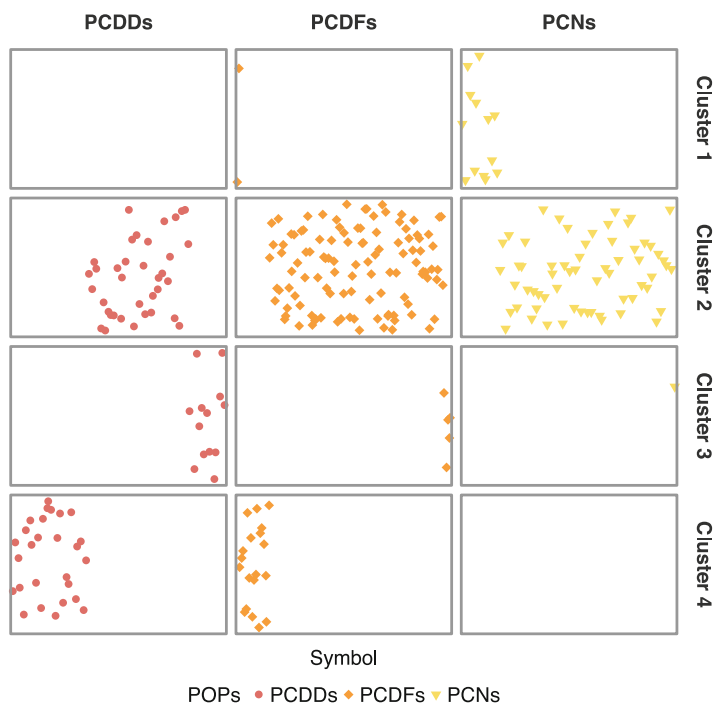 PCDDs PCDFs PCNs
Cluster 1
Cluster 2
Cluster 3
Cluster 4
Symbol
POPs PCDDs PCDFs PCNs